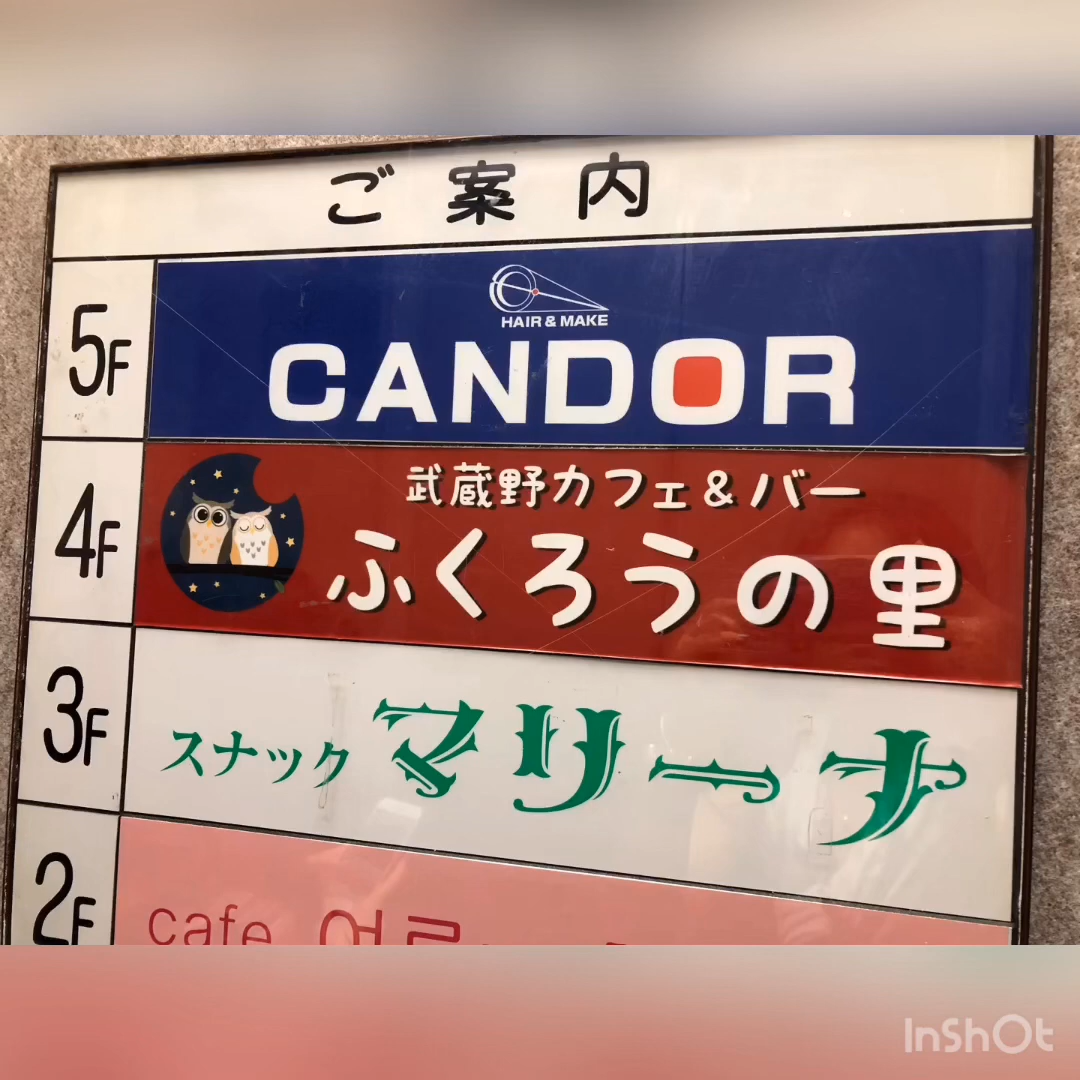 ご案内
5F
HAIR & MAKE
CANDOR
4F
武蔵野カフェ&バー
ふくろうの里
3F
スナック マリーナ
2F
cafe
InShOt